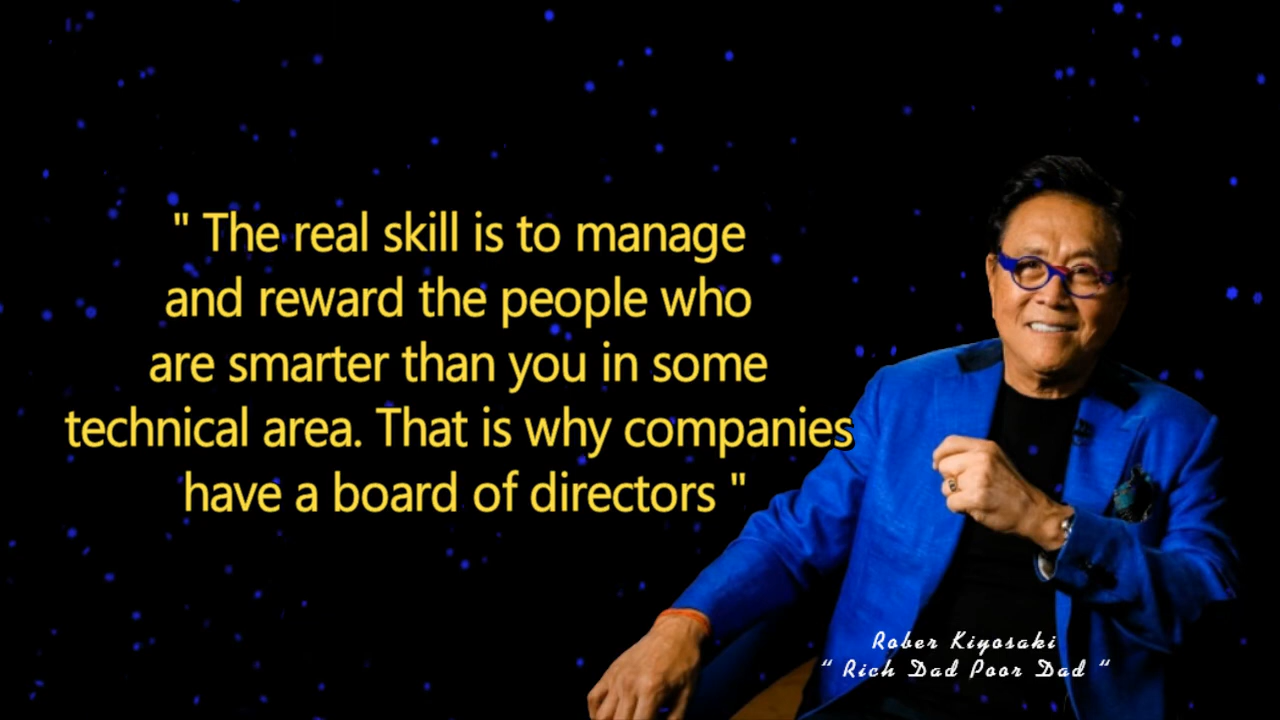 " The real skill is to manage
and reward the people who
are smarter than you in some
technical area. That is why companies
have a board of directors "
Rober Kiyosaki
“ Rich Dad Poor Dad “